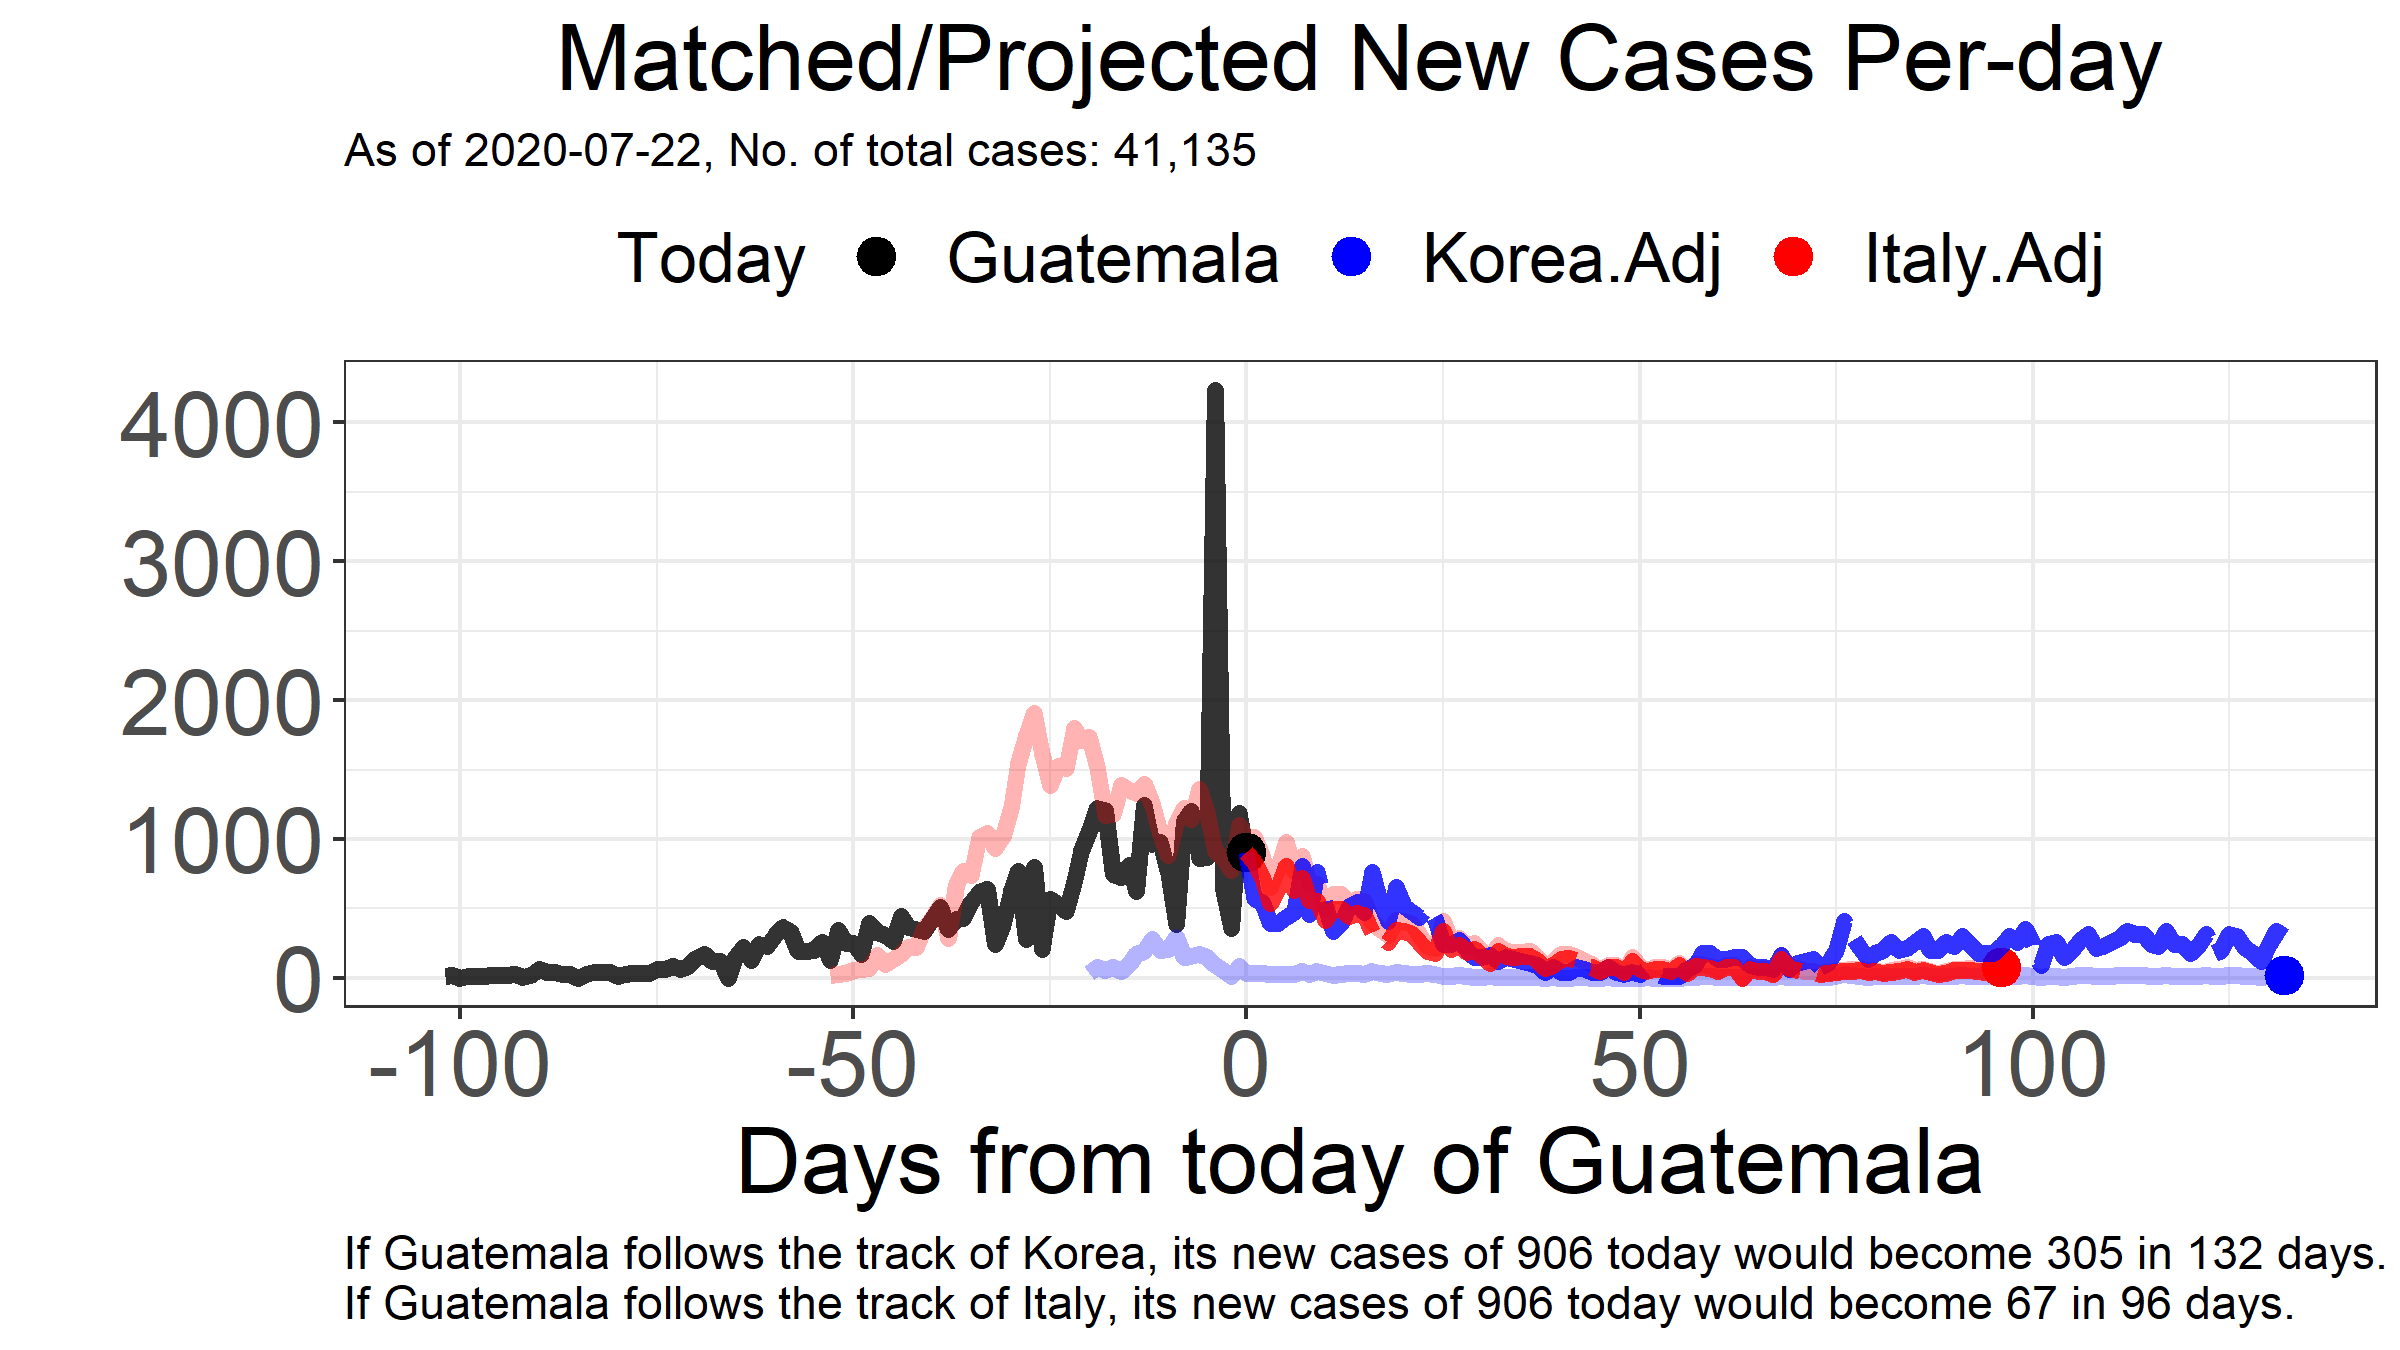 Matched/Projected New Cases Per-day
As of 2020-07-22, No. of total cases: 41,135
Today Guatemala Korea.Adj Italy.Adj
4000
3000
2000
1000
0
-100 -50 0 50 100
Days from today of Guatemala
If Guatemala follows the track of Korea, its new cases of 906 today would become 305 in 132 days.
If Guatemala follows the track of Italy, its new cases of 906 today would become 67 in 96 days.